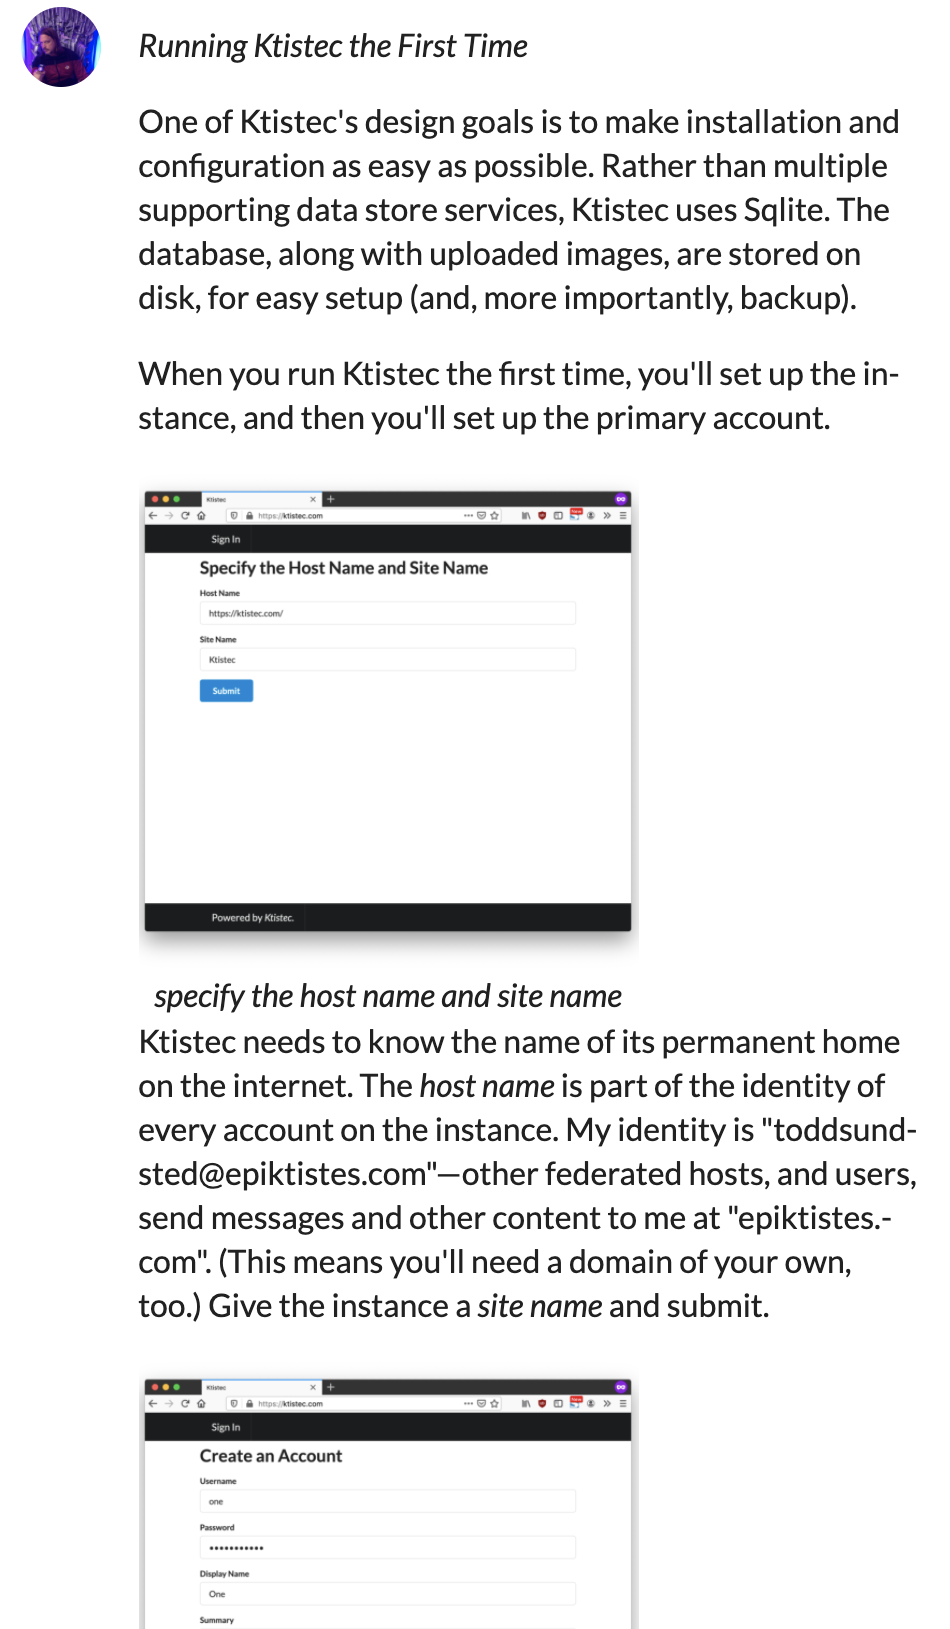 Running Ktistec the First Time
One of Ktistec's design goals is to make installation and
configuration as easy as possible. Rather than multiple
supporting data store services, Ktistec uses Sqlite. The
database, along with uploaded images, are stored on
disk, for easy setup (and, more importantly, backup).
When you run Ktistec the first time, you'll set up the in-
stance, and then you'll set up the primary account.
Ktistec
https://ktistec.com
Sign In
Specify the Host Name and Site Name
Host Name
https://ktistec.com/
Site Name
Ktistec
Submit
Powered by Ktistec.
specify the host name and site name
Ktistec needs to know the name of its permanent home
on the internet. The host name is part of the identity of
every account on the instance. My identity is "toddsund-
sted@epiktistes.com"—other federated hosts, and users,
send messages and other content to me at "epiktistes.-
com". (This means you'll need a domain of your own,
too.) Give the instance a site name and submit.
Ktistec
https://ktistec.com
Sign In
Create an Account
Username
one
Password
•••••••••••
Display Name
One
Summary